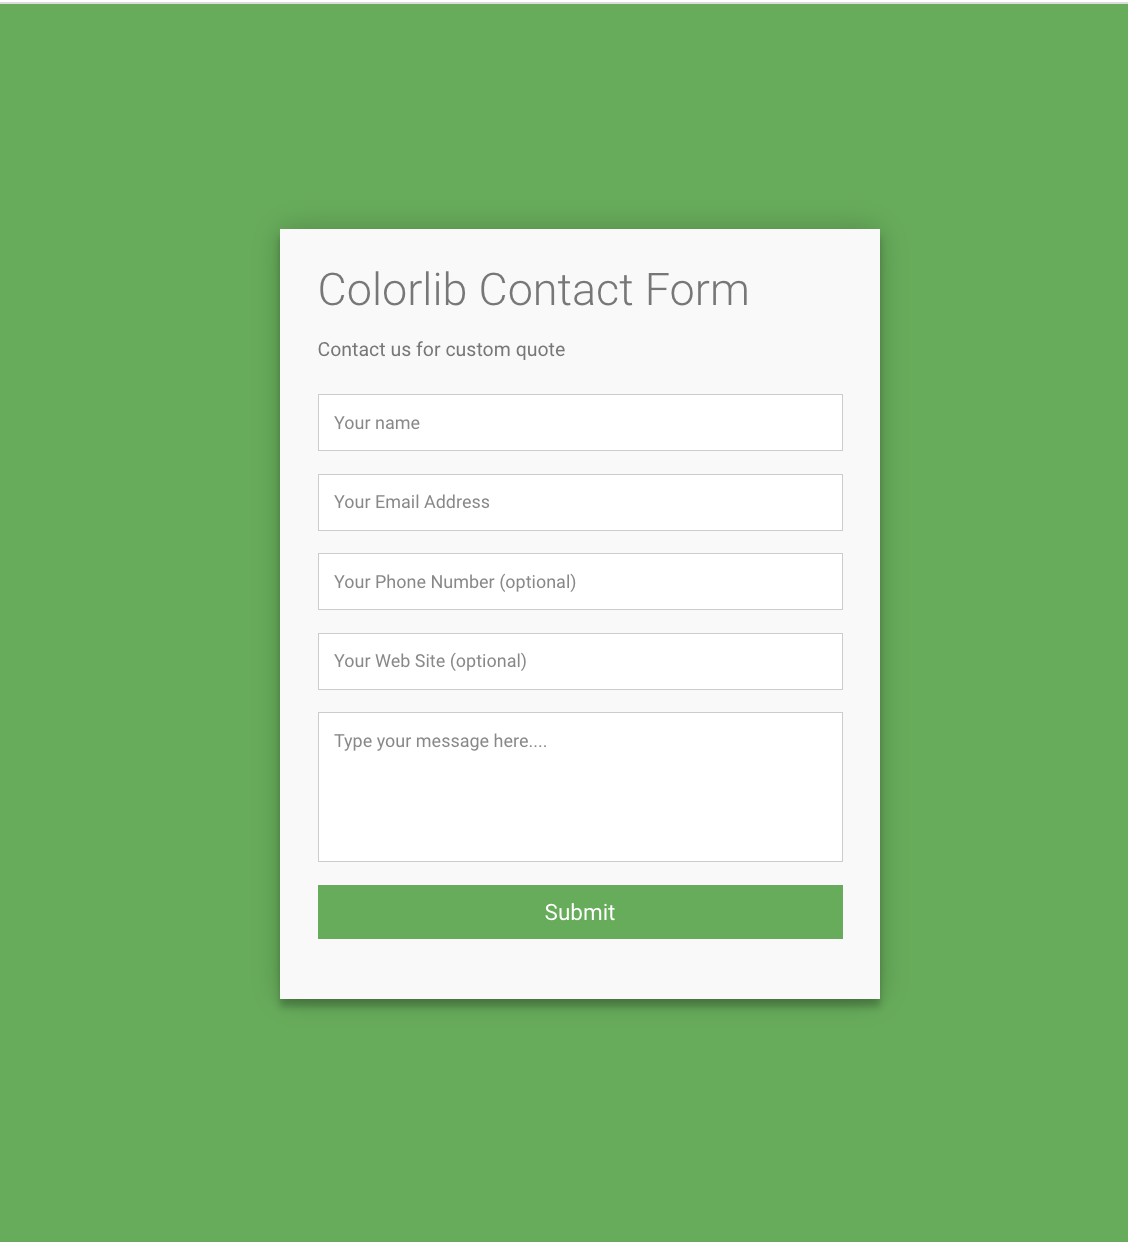 Colorlib Contact Form
Contact us for custom quote
Your name
Your Email Address
Your Phone Number (optional)
Your Web Site (optional)
Type your message here....
Submit